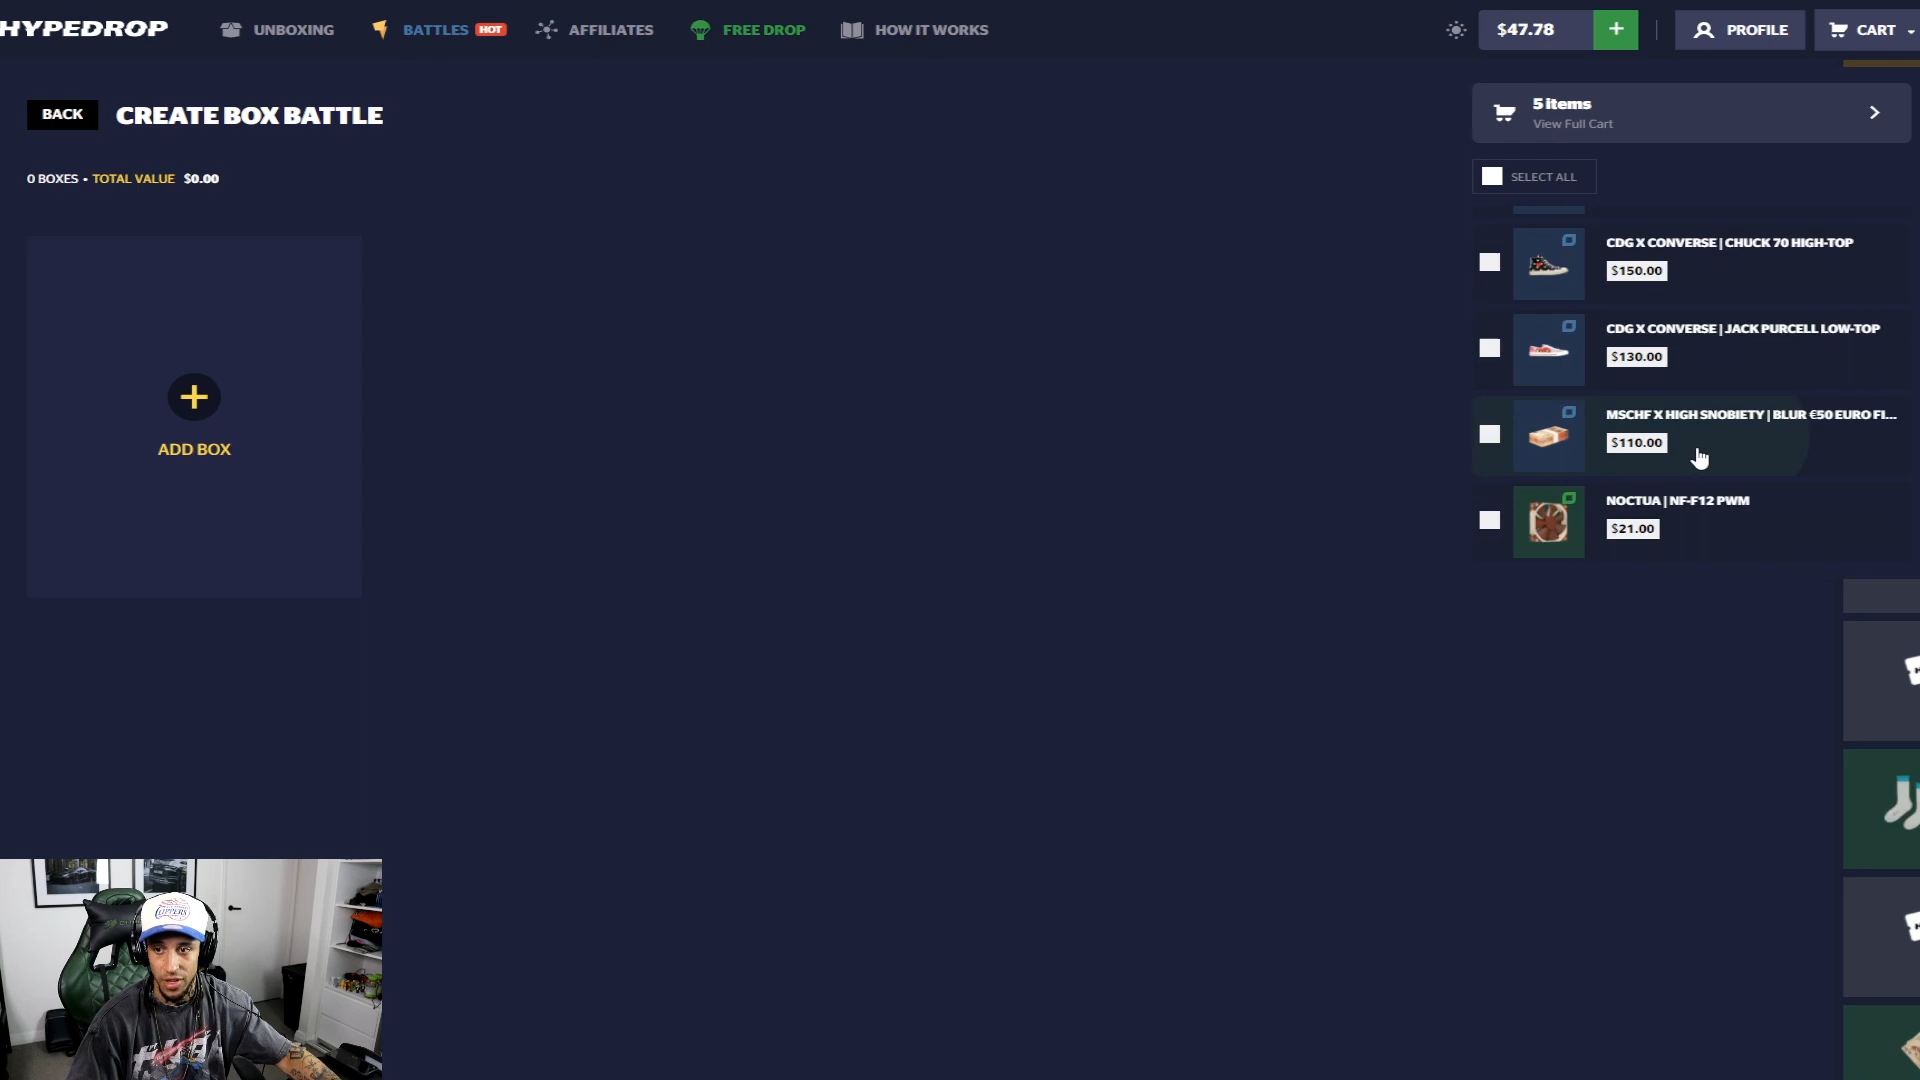 HYPEDROP
UNBOXING
BATTLES HOT
AFFILIATES
FREE DROP
HOW IT WORKS
$47.78
+
PROFILE
CART
BACK
CREATE BOX BATTLE
0 BOXES • TOTAL VALUE $0.00
ADD BOX
5 items
View Full Cart
SELECT ALL
CDG X CONVERSE | CHUCK 70 HIGH-TOP
$150.00
CDG X CONVERSE | JACK PURCELL LOW-TOP
$130.00
MSCHF X HIGH SNOBIETY | BLUR €50 EURO FI...
$110.00
NOCTUA | NF-F12 PWM
$21.00
CLIPPERS